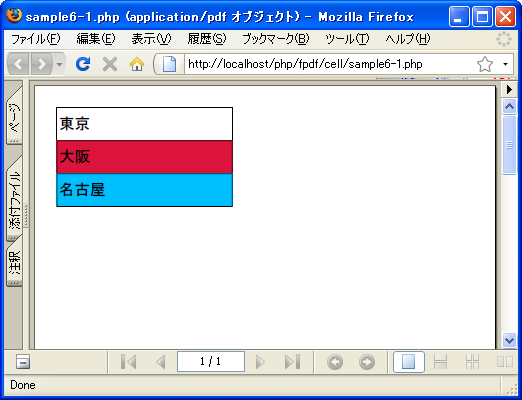 sample6-1.php (application/pdf オブジェクト) - Mozilla Firefox
ファイル(F) 編集(E) 表示(V) 履歴(S) ブックマーク(B) ツール(T) ヘルプ(H)
http://localhost/php/fpdf/cell/sample6-1.php
ページ
添付ファイル
注釈
東京
大阪
名古屋
1 / 1
Done